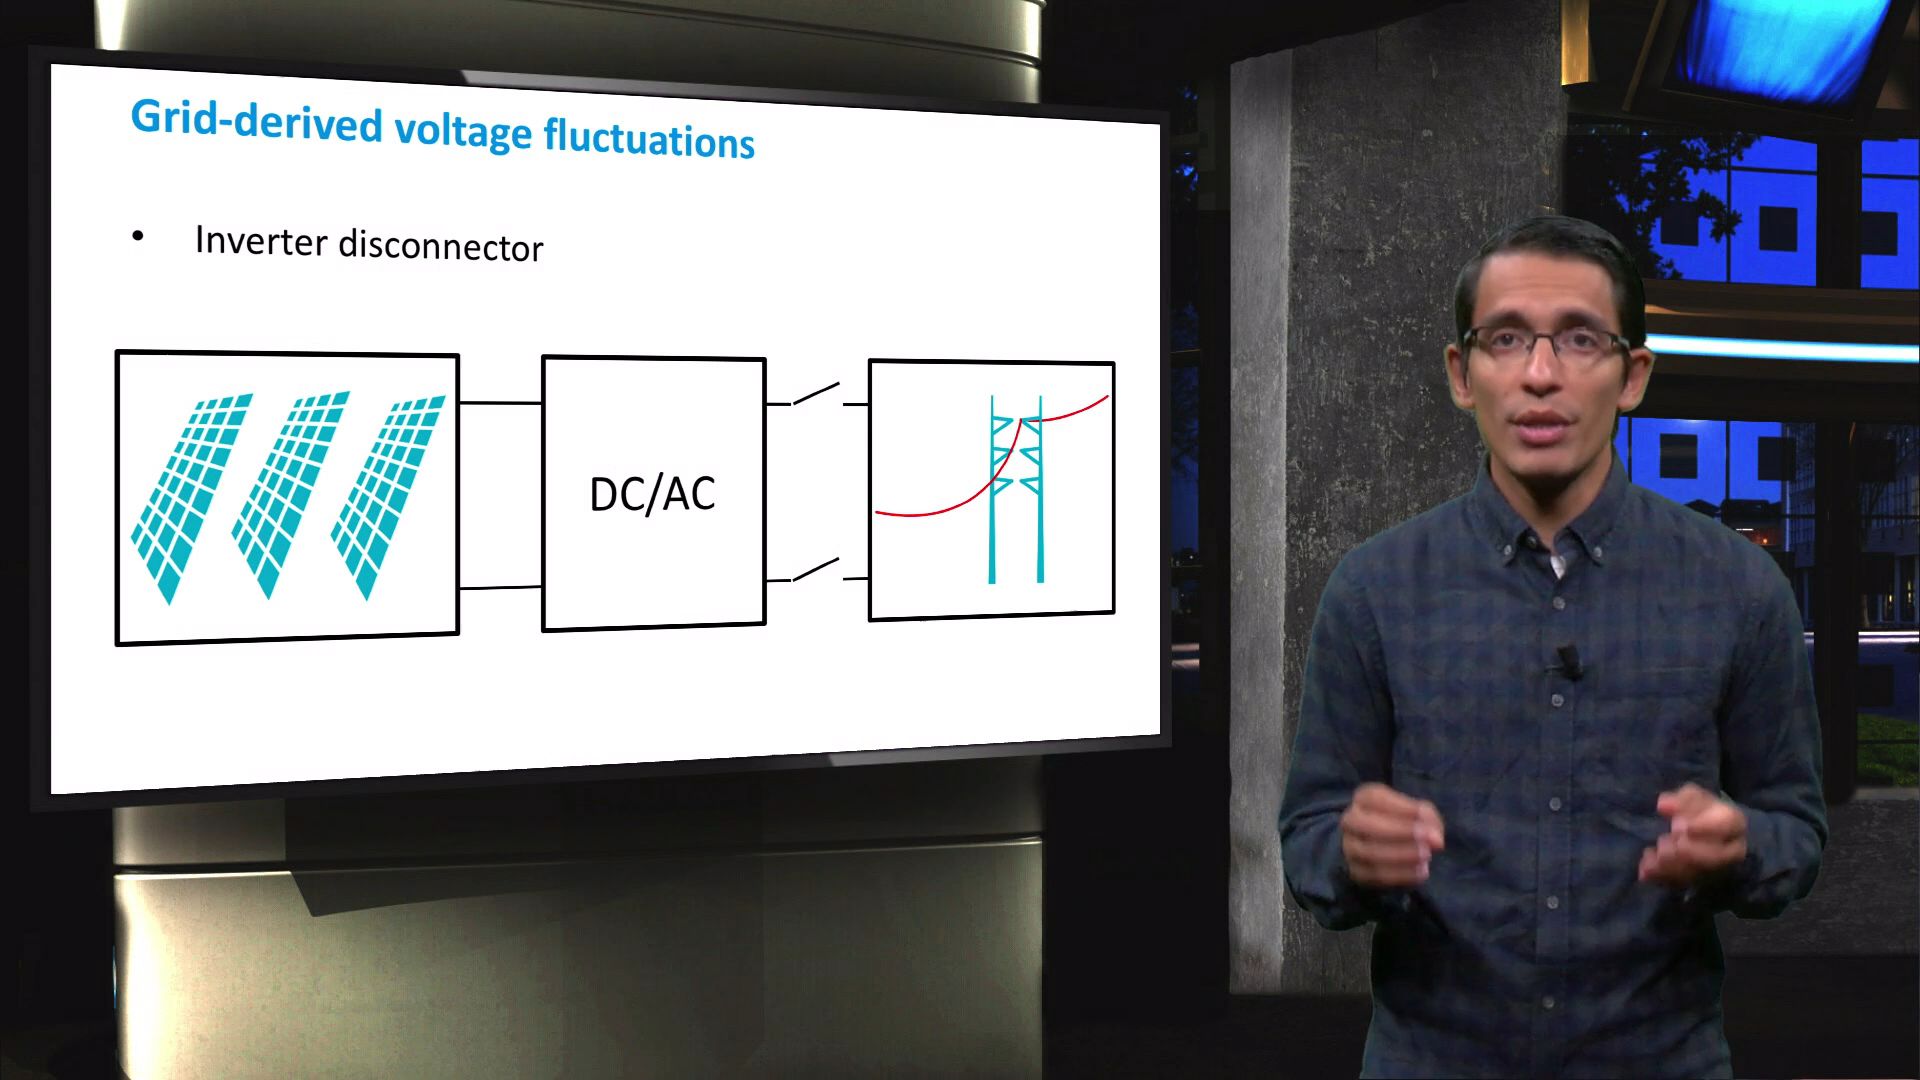 Grid-derived voltage fluctuations
• Inverter disconnector
DC/AC